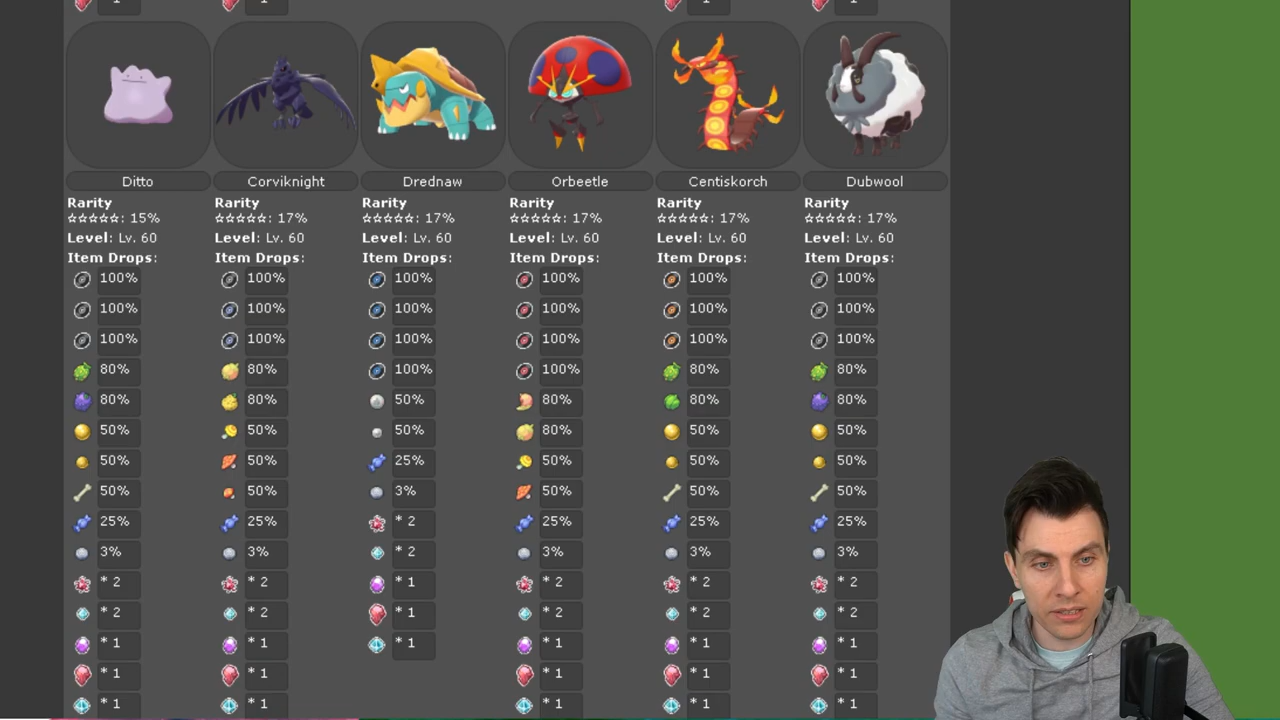 1 1 1 1
Ditto Corviknight Drednaw Orbeetle Centiskorch Dubwool
Rarity Rarity Rarity Rarity Rarity Rarity
☆☆☆☆☆: 15% ☆☆☆☆☆: 17% ☆☆☆☆☆: 17% ☆☆☆☆☆: 17% ☆☆☆☆☆: 17% ☆☆☆☆☆: 17%
Level: Lv. 60 Level: Lv. 60 Level: Lv. 60 Level: Lv. 60 Level: Lv. 60 Level: Lv. 60
Item Drops: Item Drops: Item Drops: Item Drops: Item Drops: Item Drops:
100% 100% 100% 100% 100% 100%
100% 100% 100% 100% 100% 100%
100% 100% 100% 100% 100% 100%
80% 80% 100% 100% 80% 80%
80% 80% 50% 80% 80% 80%
50% 50% 50% 80% 50% 50%
50% 50% 25% 50% 50% 50%
50% 50% 3% 50% 50% 50%
25% 25% * 2 25% 25% 25%
3% 3% * 2 3% 3% 3%
* 2 * 2 * 1 * 2 * 2 * 2
* 2 * 2 * 1 * 2 * 2 * 2
* 1 * 1 * 1 * 1 * 1 * 1
* 1 * 1 * 1 * 1 * 1
* 1 * 1 * 1 * 1 * 1